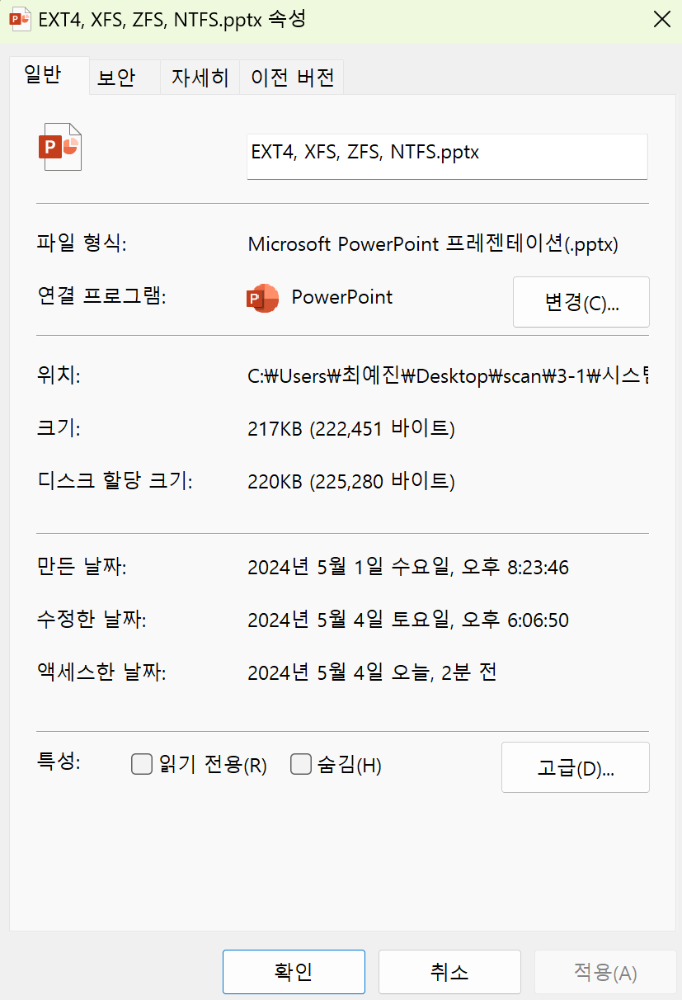 EXT4, XFS, ZFS, NTFS.pptx 속성
일반 보안 자세히 이전 버전
EXT4, XFS, ZFS, NTFS.pptx
파일 형식: Microsoft PowerPoint 프레젠테이션(.pptx)
연결 프로그램: PowerPoint 변경(C)...
위치: C:₩Users₩최예진₩Desktop₩scan₩3-1₩시스템
크기: 217KB (222,451 바이트)
디스크 할당 크기: 220KB (225,280 바이트)
만든 날짜: 2024년 5월 1일 수요일, 오후 8:23:46
수정한 날짜: 2024년 5월 4일 토요일, 오후 6:06:50
액세스한 날짜: 2024년 5월 4일 오늘, 2분 전
특성: 읽기 전용(R) 숨김(H) 고급(D)...
확인 취소 적용(A)